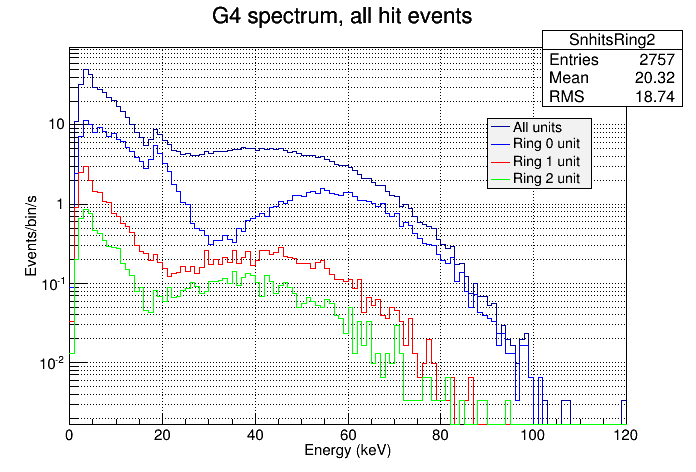 G4 spectrum, all hit events
SnhitsRing2
Entries 2757
Mean 20.32
RMS 18.74
All units
Ring 0 unit
Ring 1 unit
Ring 2 unit
Events/bin/s
10
1
10-1
10-2
0 20 40 60 80 100 120
Energy (keV)